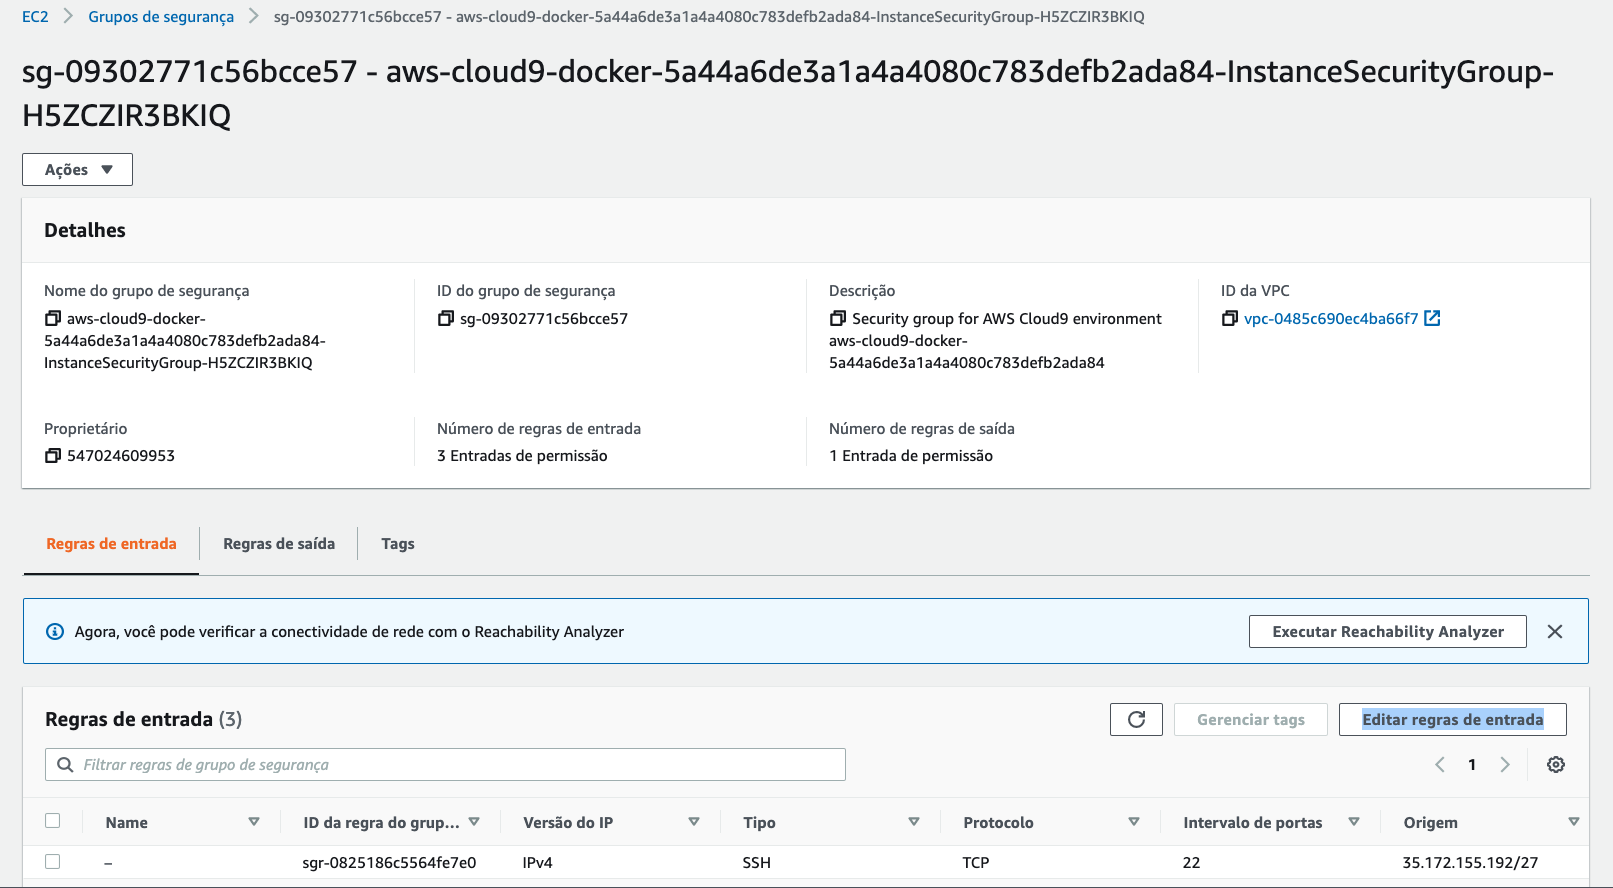 EC2 > Grupos de segurança > sg-09302771c56bcce57 - aws-cloud9-docker-5a44a6de3a1a4a4080c783defb2ada84-InstanceSecurityGroup-H5ZCZIR3BKIQ
sg-09302771c56bcce57 - aws-cloud9-docker-5a44a6de3a1a4a4080c783defb2ada84-InstanceSecurityGroup-
H5ZCZIR3BKIQ
Ações
Detalhes
Nome do grupo de segurança
aws-cloud9-docker-
5a44a6de3a1a4a4080c783defb2ada84-
InstanceSecurityGroup-H5ZCZIR3BKIQ
ID do grupo de segurança
sg-09302771c56bcce57
Descrição
Security group for AWS Cloud9 environment
aws-cloud9-docker-
5a44a6de3a1a4a4080c783defb2ada84
ID da VPC
vpc-0485c690ec4ba66f7
Proprietário
547024609953
Número de regras de entrada
3 Entradas de permissão
Número de regras de saída
1 Entrada de permissão
Regras de entrada
Regras de saída
Tags
Agora, você pode verificar a conectividade de rede com o Reachability Analyzer
Executar Reachability Analyzer
Regras de entrada (3)
Gerenciar tags
Editar regras de entrada
Filtrar regras de grupo de segurança
1
Name ID da regra do grup... Versão do IP Tipo Protocolo Intervalo de portas Origem
– sgr-0825186c5564fe7e0 IPv4 SSH TCP 22 35.172.155.192/27